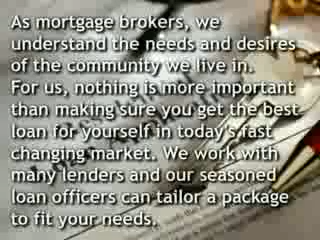 As mortgage brokers, we
understand the needs and desires
of the community we live in.
For us, nothing is more important
than making sure you get the best
loan for yourself in today's fast
changing market. We work with
many lenders and our seasoned
loan officers can tailor a package
to fit your needs.